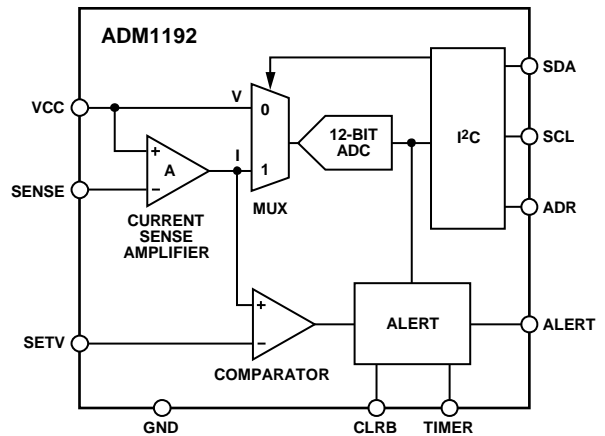 ADM1192
VCC
SENSE
SETV
V
I
0
1
MUX
+
A
−
CURRENT
SENSE
AMPLIFIER
12-BIT
ADC
I²C
SDA
SCL
ADR
+
−
COMPARATOR
ALERT
ALERT
GND
CLRB
TIMER